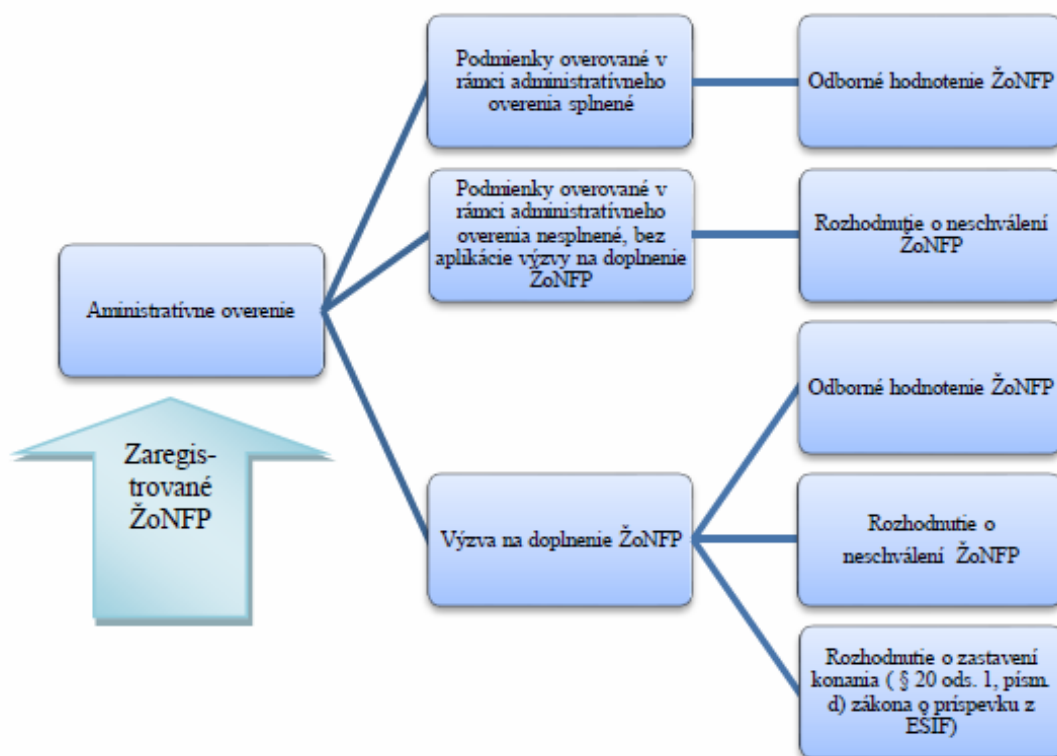 Podmienky overované v
rámci administratívneho
overenia splnené
Odborné hodnotenie ŽoNFP
Podmienky overované v
rámci administratívneho
overenia nesplnené, bez
aplikácie výzvy na doplnenie
ŽoNFP
Rozhodnutie o neschválení
ŽoNFP
Aministratívne overenie
Zaregis-
trované
ŽoNFP
Odborné hodnotenie ŽoNFP
Výzva na doplnenie ŽoNFP
Rozhodnutie o
neschválení ŽoNFP
Rozhodnutie o zastavení
konania ( § 20 ods. 1, písm.
d) zákona o príspevku z
EŠIF)